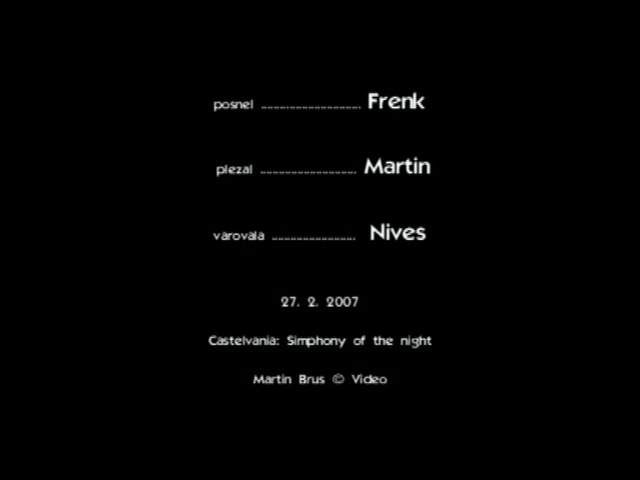 posnel ................................ Frenk
plezal ............................... Martin
varovala ........................... Nives
27. 2. 2007
Castelvania: Simphony of the night
Martin Brus © Video